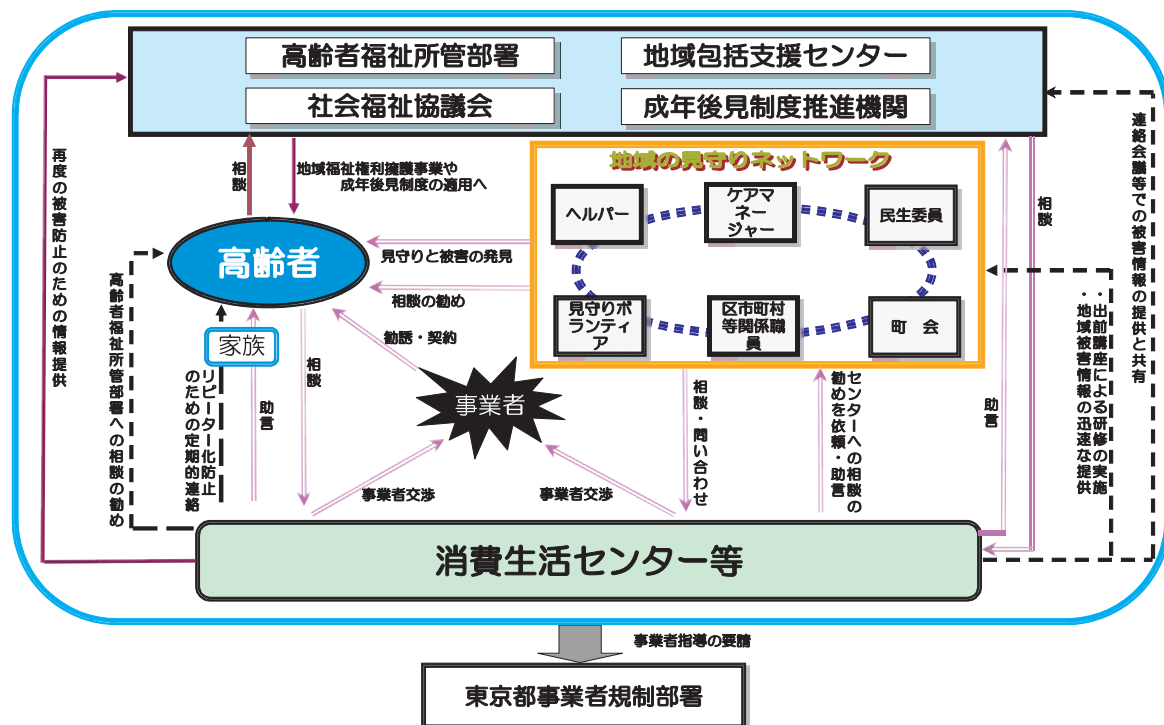 高齢者福祉所管部署
地域包括支援センター
社会福祉協議会
成年後見制度推進機関
再度の被害防止のための情報提供
相談
地域福祉権利擁護事業や
成年後見制度の適用へ
地域の見守りネットワーク
ヘルパー
ケアマ
ネー
ジャー
民生委員
見守りボ
ランティ
ア
区市町村
等関係職
員
町　会
高齢者
見守りと被害の発見
相談の勧め
勧誘・契約
家族
事業者
高齢者福祉所管部署への相談の勧め
リピーター化防止
のための定期的連絡
助言
相談
事業者交渉
事業者交渉
相談・問い合わせ
センターへの相談の
勧めを依頼・助言
助言
相談
・出前講座による研修の実施
・地域被害情報の迅速な提供
連絡会議等での被害情報の提供と共有
消費生活センター等
事業者指導の要請
東京都事業者規制部署